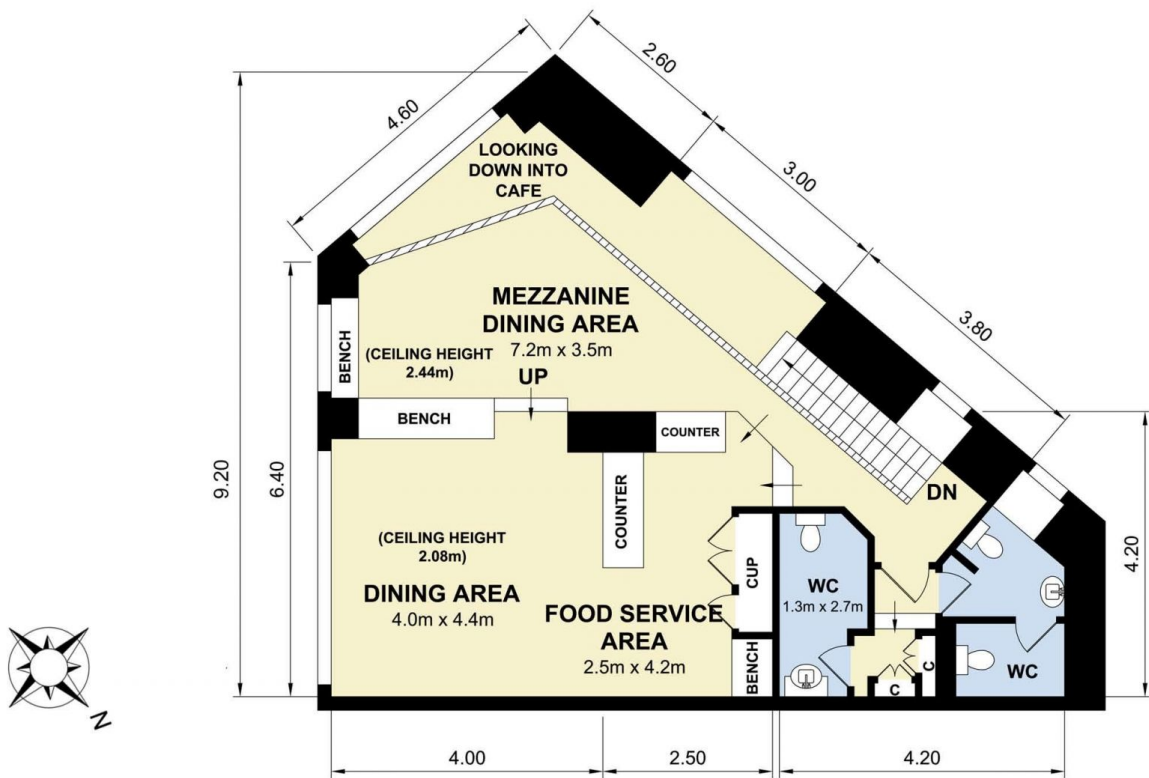 2.60
4.60
3.00
3.80
9.20
6.40
4.20
LOOKING
DOWN INTO
CAFE
MEZZANINE
DINING AREA
7.2m x 3.5m
(CEILING HEIGHT
2.44m)
UP
BENCH
BENCH
COUNTER
COUNTER
DN
(CEILING HEIGHT
2.08m)
DINING AREA
4.0m x 4.4m
FOOD SERVICE
AREA
2.5m x 4.2m
CUP
BENCH
WC
1.3m x 2.7m
C
C
WC
N
4.00
2.50
4.20